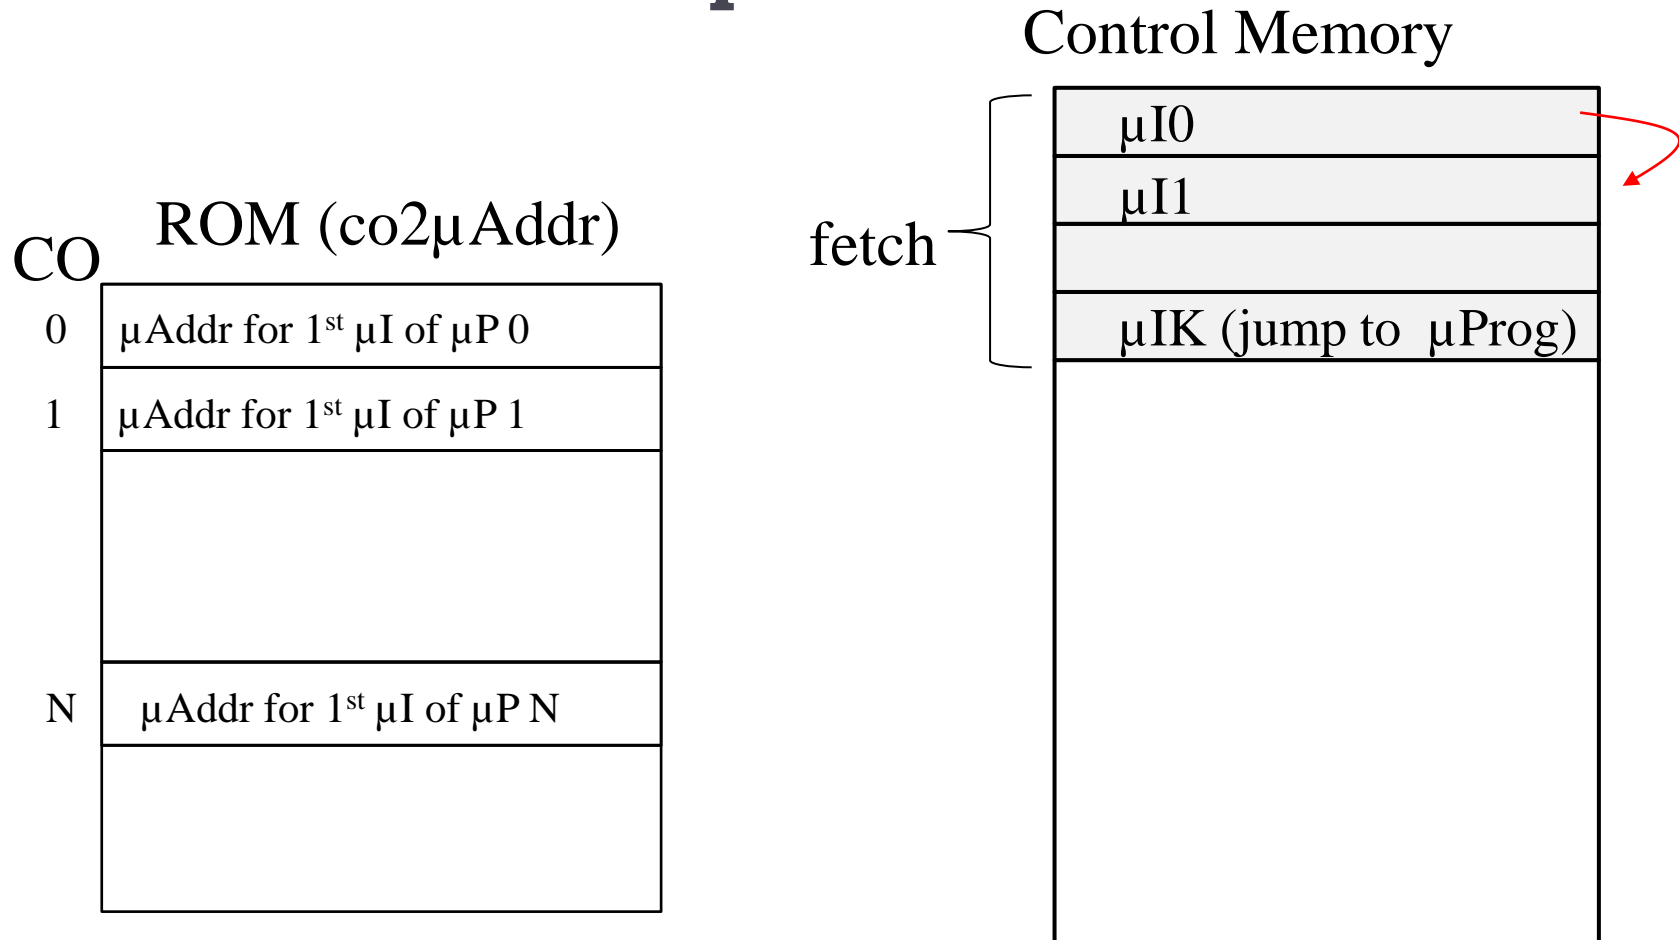 Control Memory
µI0
µI1
fetch
µIK (jump to µProg)
ROM (co2µAddr)
CO
0 µAddr for 1st µI of µP 0
1 µAddr for 1st µI of µP 1
N µAddr for 1st µI of µP N